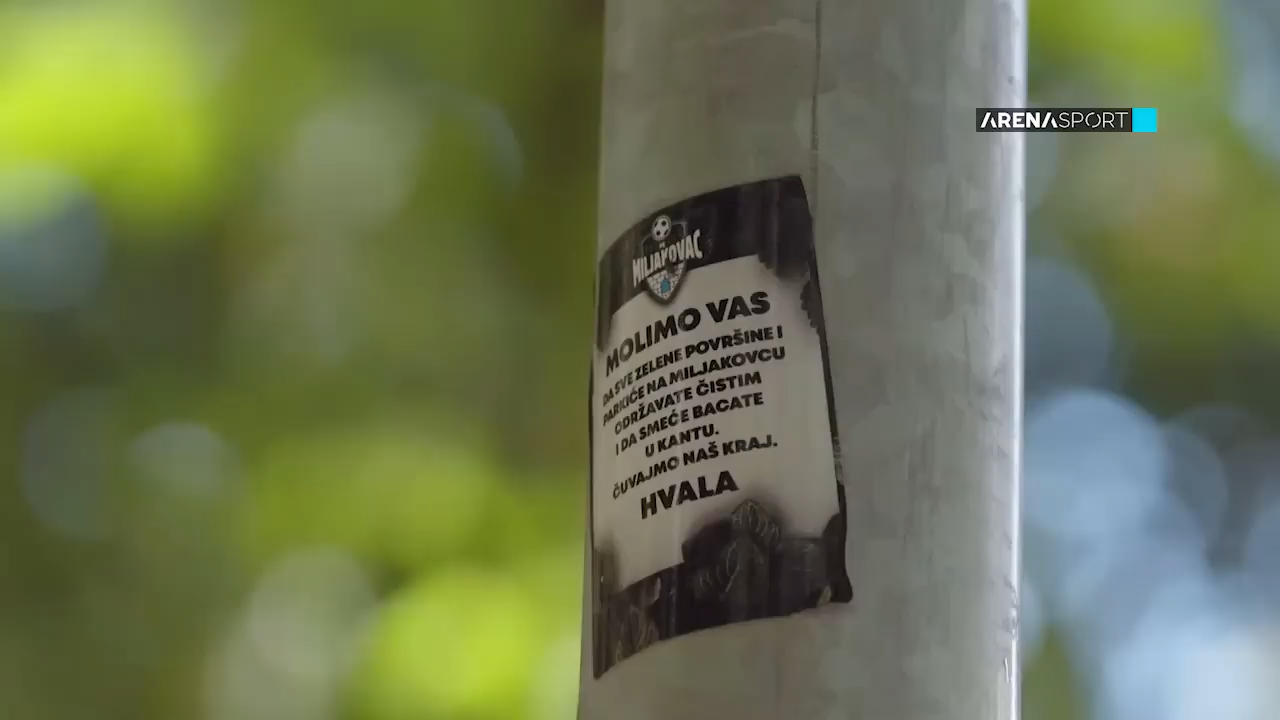 ARENASPORT
MILJAKOVAC
MOLIMO VAS
DA SVE ZELENE POVRŠINE I
PARKIĆE NA MILJAKOVCU
ODRŽAVATE ČISTIM
I DA SMEĆE BACATE
U KANTU.
ČUVAJMO NAŠ KRAJ.
HVALA